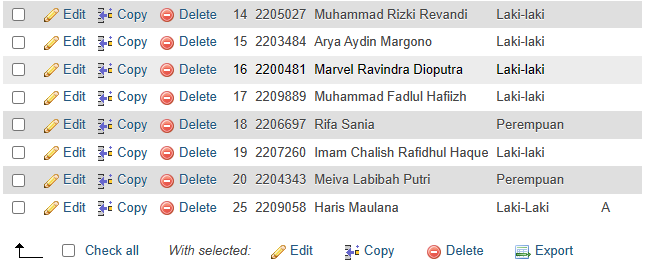 Edit Copy Delete 14 2205027 Muhammad Rizki Revandi Laki-laki
Edit Copy Delete 15 2203484 Arya Aydin Margono Laki-laki
Edit Copy Delete 16 2200481 Marvel Ravindra Dioputra Laki-laki
Edit Copy Delete 17 2209889 Muhammad Fadlul Hafiizh Laki-laki
Edit Copy Delete 18 2206697 Rifa Sania Perempuan
Edit Copy Delete 19 2207260 Imam Chalish Rafidhul Haque Laki-laki
Edit Copy Delete 20 2204343 Meiva Labibah Putri Perempuan
Edit Copy Delete 25 2209058 Haris Maulana Laki-Laki A
Check all With selected: Edit Copy Delete Export